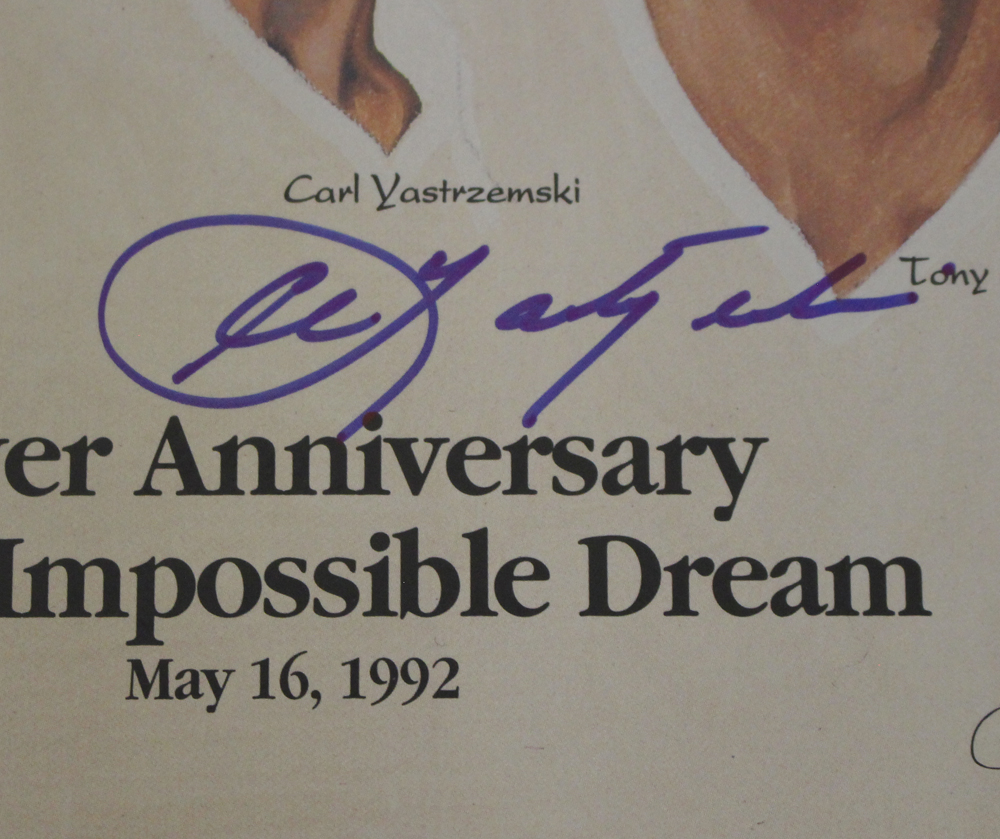 Carl Yastrzemski
Tony
ver Anniversary
Impossible Dream
May 16, 1992